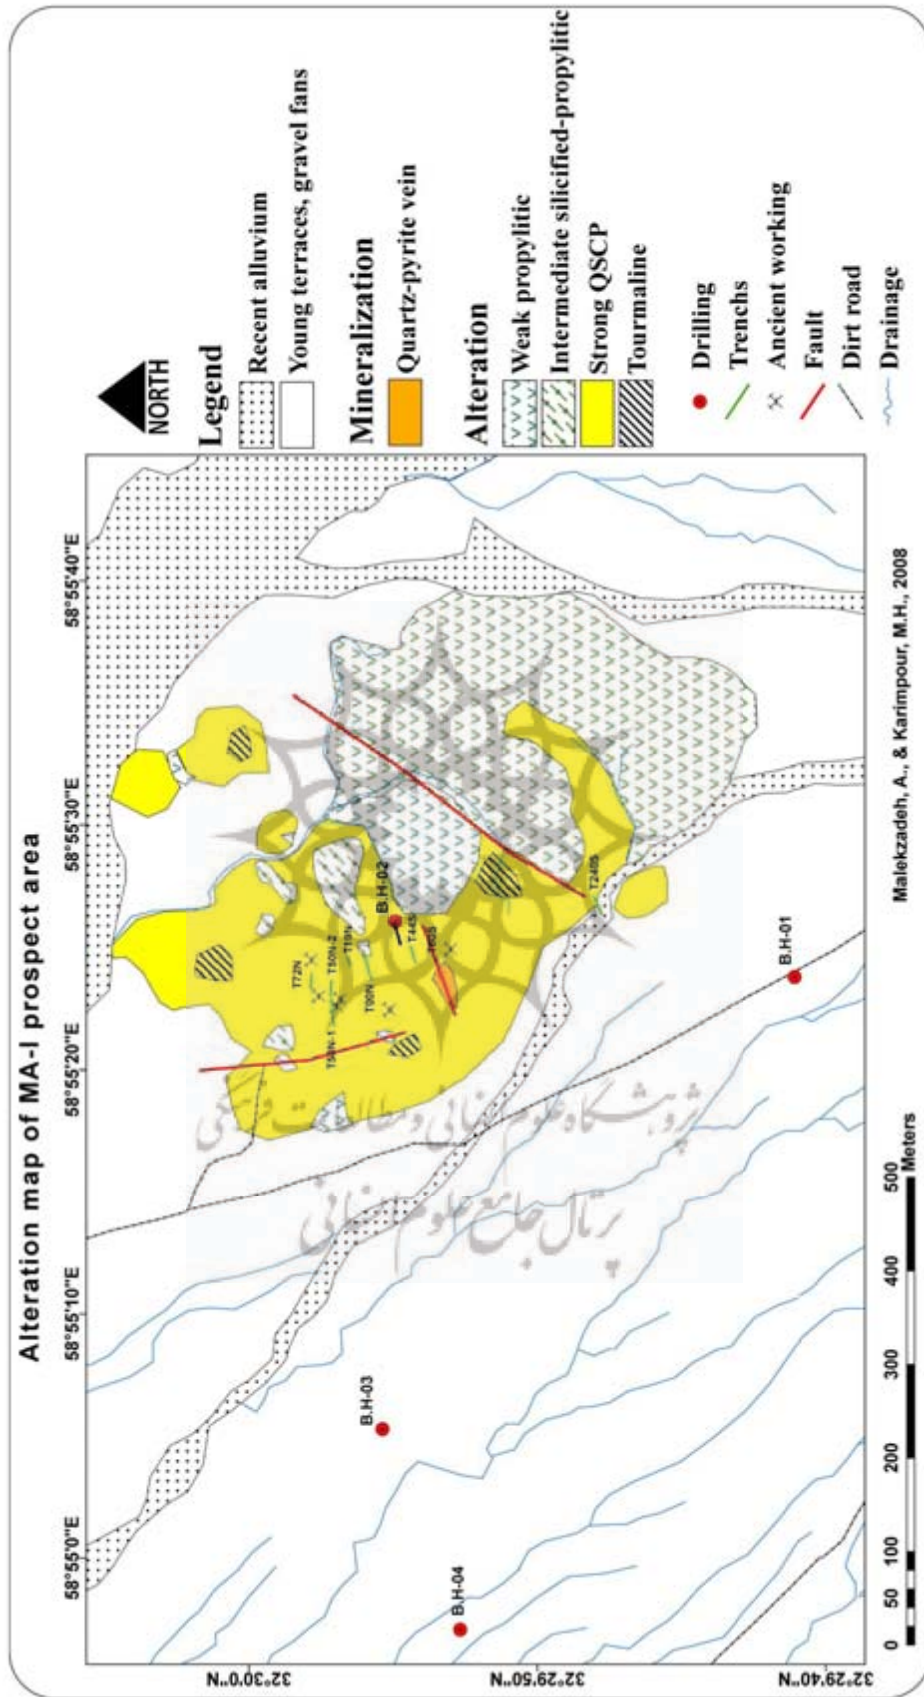 Alteration map of MA-I prospect area
58°55'0"E
58°55'10"E
58°55'20"E
58°55'30"E
58°55'40"E
32°30'0"N
32°29'50"N
32°29'40"N
B.H-04
B.H-03
B.H-02
B.H-01
T72N
T50N-2
T19N
T00N
T44S
T240S
پژوهشگاه علوم انسانی و مطالعات فرهنگی
پرتال جامع علوم انسانی
0 50 100 200 300 400 500
Meters
Malekzadeh, A., & Karimpour, M.H., 2008
NORTH
Legend
Recent alluvium
Young terraces, gravel fans
Mineralization
Quartz-pyrite vein
Alteration
Weak propylitic
Intermediate silicified-propylitic
Strong QSCP
Tourmaline
Drilling
Trenchs
Ancient working
Fault
Dirt road
Drainage